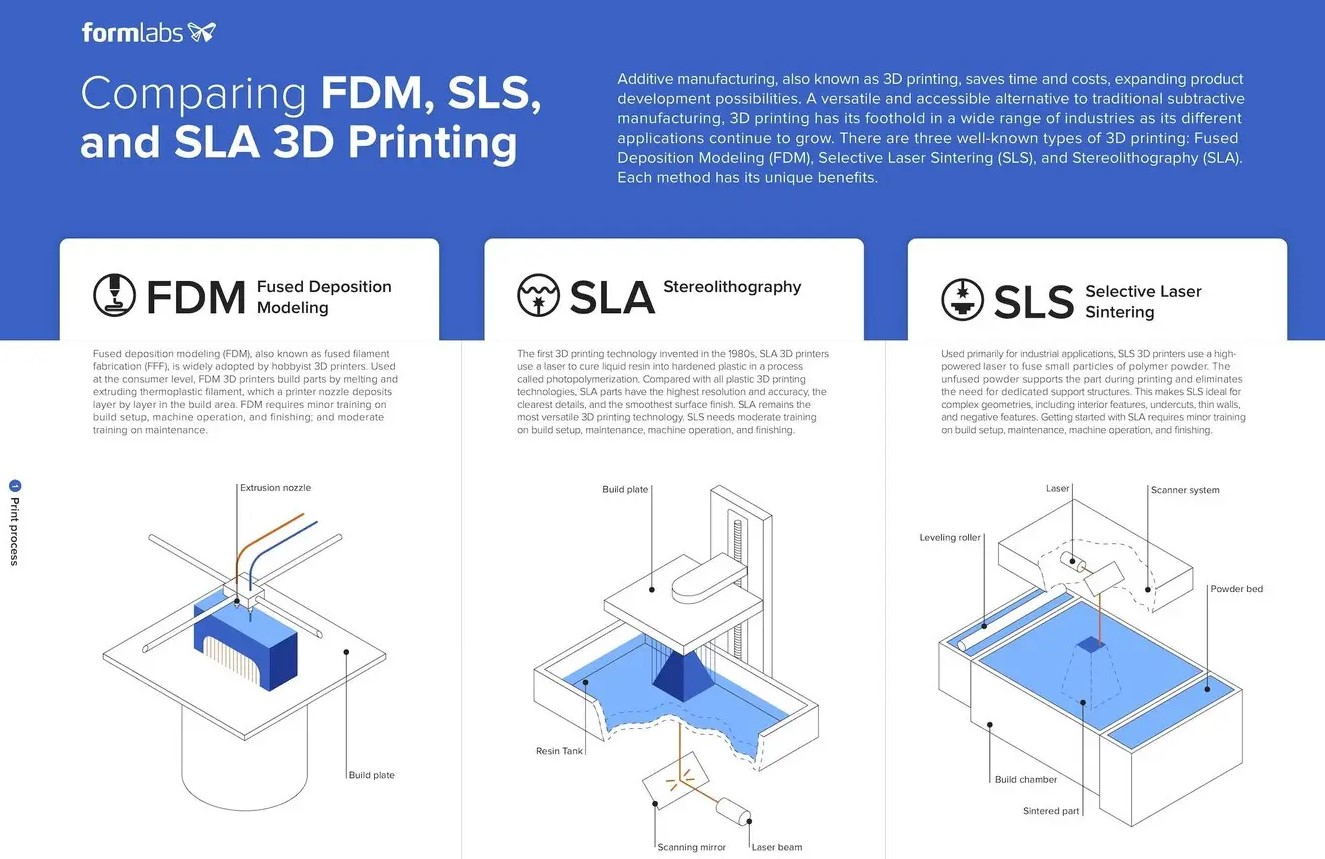 formlabs
Comparing FDM, SLS,
and SLA 3D Printing
Additive manufacturing, also known as 3D printing, saves time and costs, expanding product
development possibilities. A versatile and accessible alternative to traditional subtractive
manufacturing, 3D printing has its foothold in a wide range of industries as its different
applications continue to grow. There are three well-known types of 3D printing: Fused
Deposition Modeling (FDM), Selective Laser Sintering (SLS), and Stereolithography (SLA).
Each method has its unique benefits.
FDM
Fused Deposition
Modeling
Fused deposition modeling (FDM), also known as fused filament
fabrication (FFF), is widely adopted by hobbyist 3D printers. Used
at the consumer level, FDM 3D printers build parts by melting and
extruding thermoplastic filament, which a printer nozzle deposits
layer by layer in the build area. FDM requires minor training on
build setup, machine operation, and finishing; and moderate
training on maintenance.
SLA
Stereolithography
The first 3D printing technology invented in the 1980s, SLA 3D printers
use a laser to cure liquid resin into hardened plastic in a process
called photopolymerization. Compared with all plastic 3D printing
technologies, SLA parts have the highest resolution and accuracy, the
clearest details, and the smoothest surface finish. SLA remains the
most versatile 3D printing technology. SLS needs moderate training
on build setup, maintenance, machine operation, and finishing.
SLS
Selective Laser
Sintering
Used primarily for industrial applications, SLS 3D printers use a high-
powered laser to fuse small particles of polymer powder. The
unfused powder supports the part during printing and eliminates
the need for dedicated support structures. This makes SLS ideal for
complex geometries, including interior features, undercuts, thin walls,
and negative features. Getting started with SLA requires minor training
on build setup, maintenance, machine operation, and finishing.
1 Print process
Extrusion nozzle
Build plate
Build plate
Resin Tank
Scanning mirror
Laser beam
Laser
Scanner system
Leveling roller
Powder bed
Build chamber
Sintered part